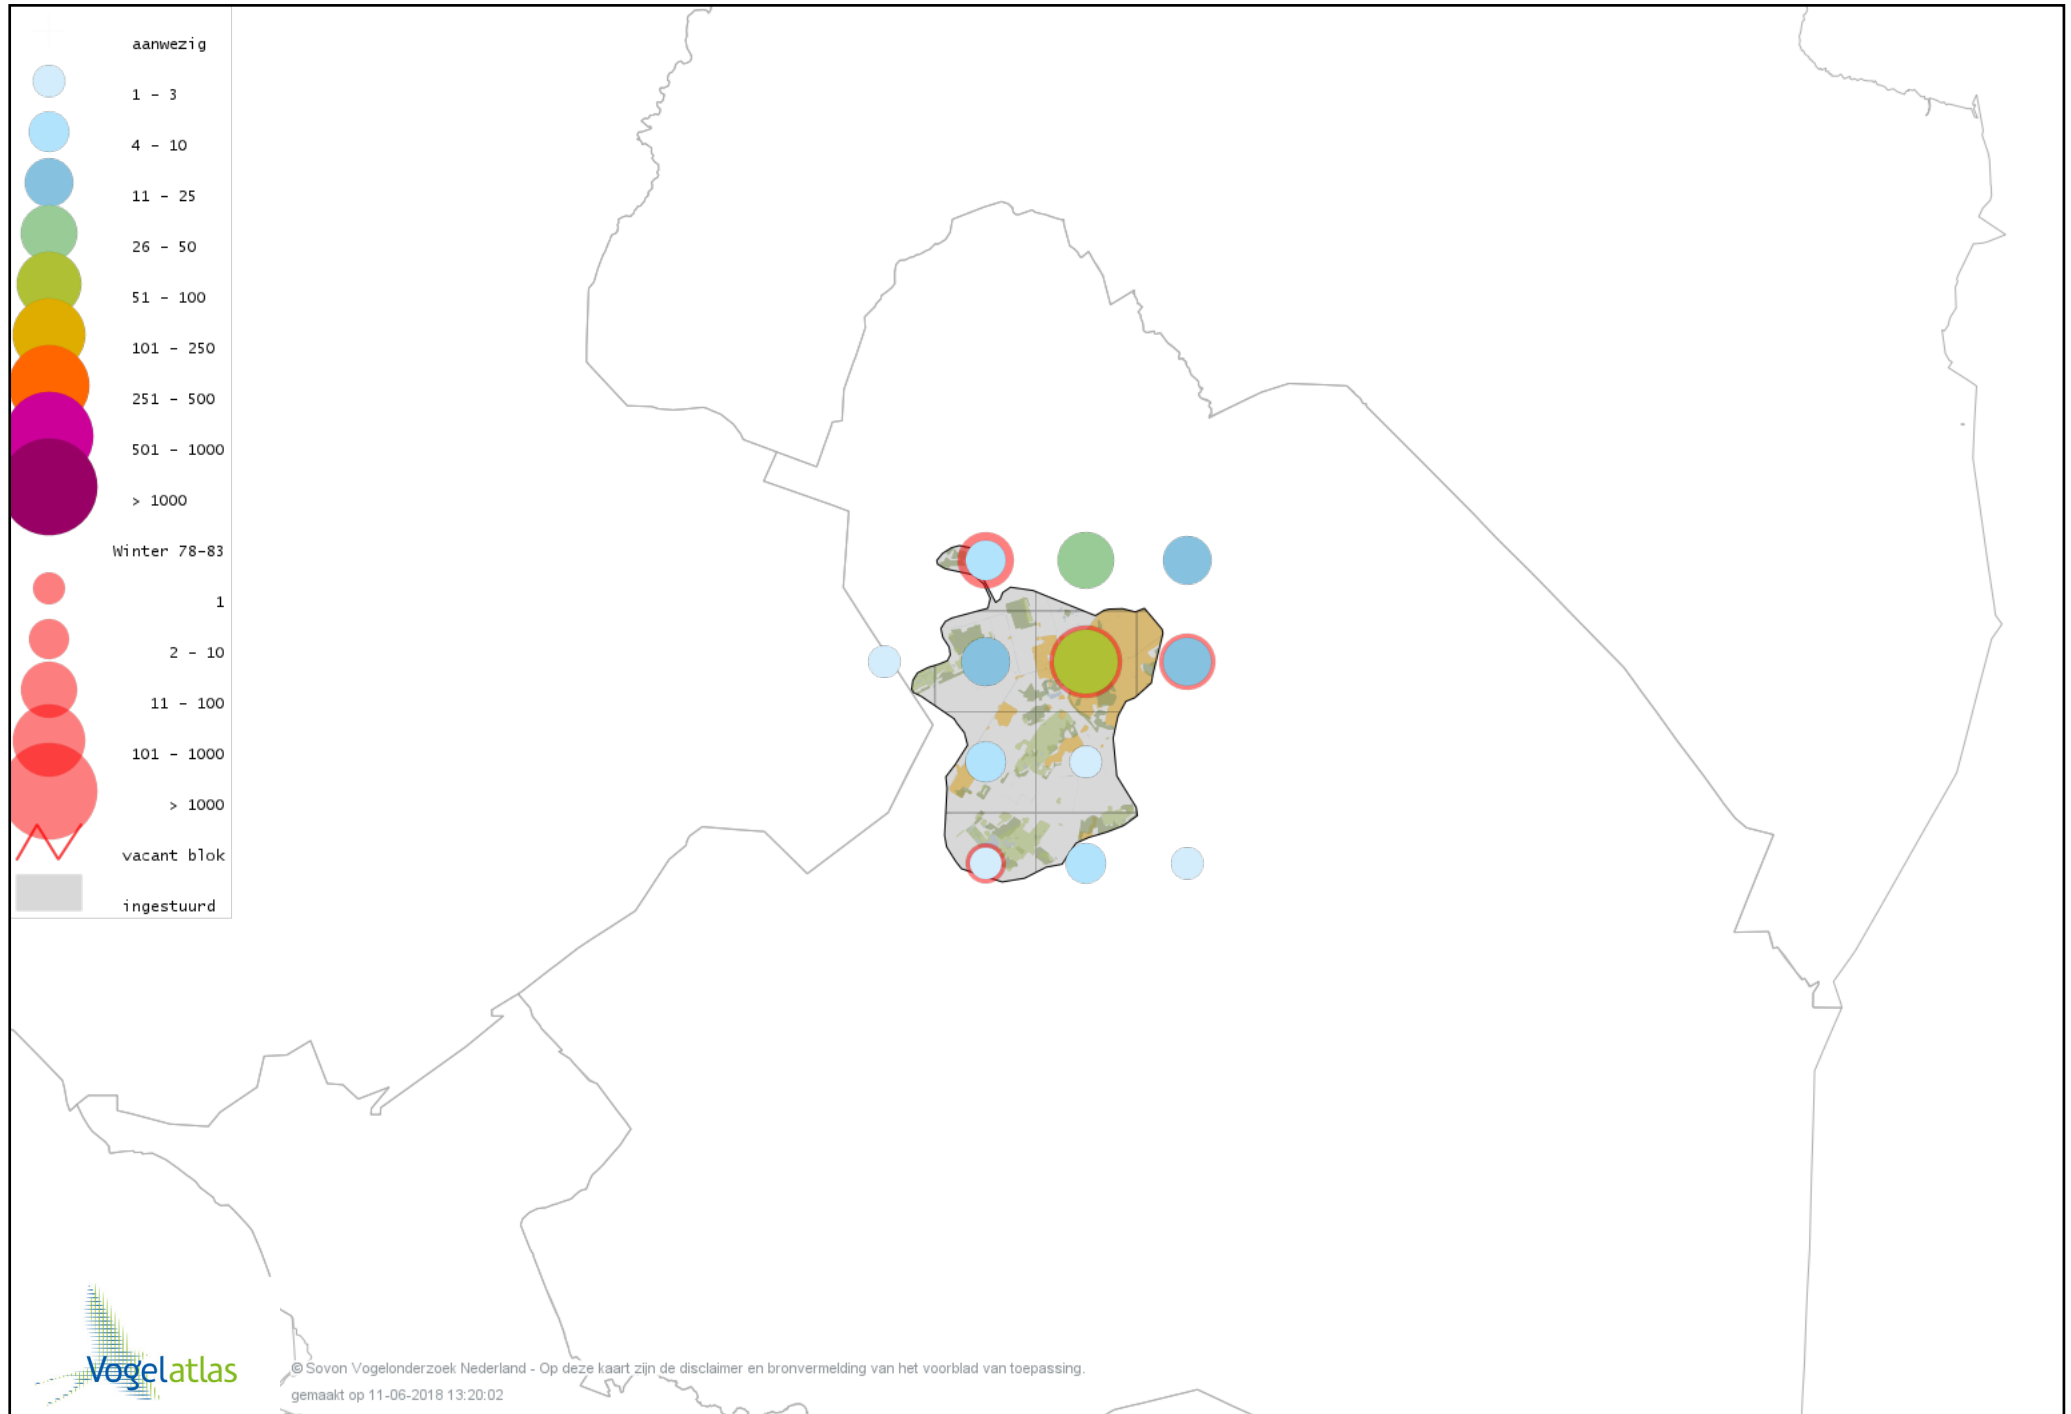 aanwezig
1 - 3
4 - 10
11 - 25
26 - 50
51 - 100
101 - 250
251 - 500
501 - 1000
> 1000
Winter 78-83
1
2 - 10
11 - 100
101 - 1000
> 1000
vacant blok
ingestuurd
Vogelatlas
© Sovon Vogelonderzoek Nederland - Op deze kaart zijn de disclaimer en bronvermelding van het voorblad van toepassing.
gemaakt op 11-06-2018 13:20:02